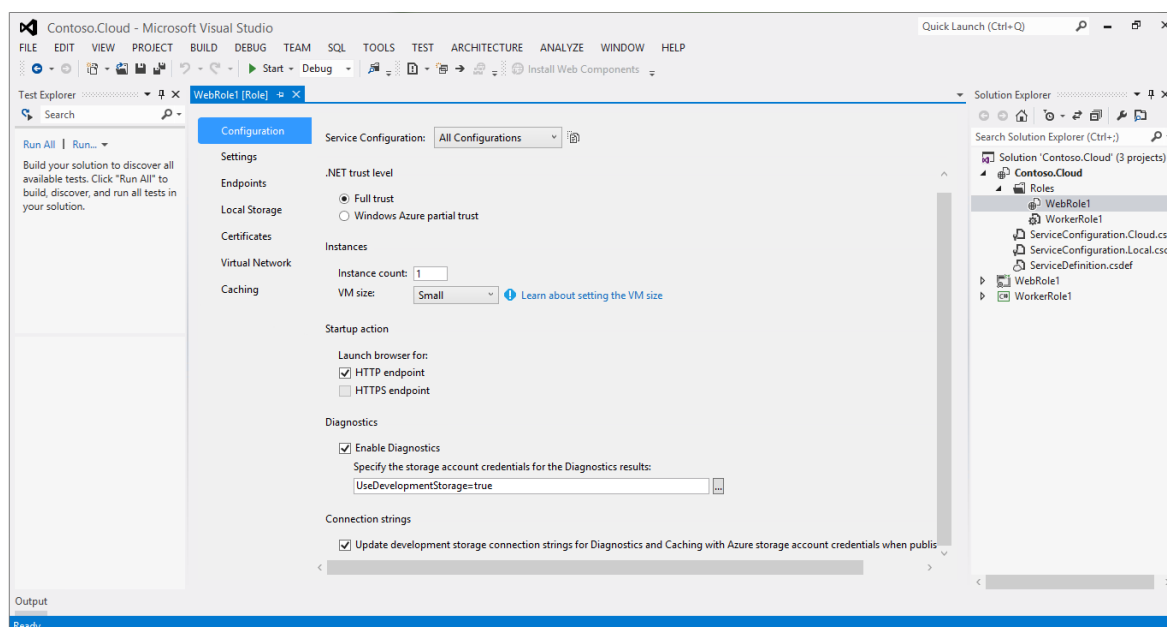 Contoso.Cloud - Microsoft Visual Studio
Quick Launch (Ctrl+Q)
FILE EDIT VIEW PROJECT BUILD DEBUG TEAM SQL TOOLS TEST ARCHITECTURE ANALYZE WINDOW HELP
Start Debug Install Web Components
Test Explorer
Search
Run All | Run...
Build your solution to discover all
available tests. Click "Run All" to
build, discover, and run all tests in
your solution.
WebRole1 [Role]
Configuration
Settings
Endpoints
Local Storage
Certificates
Virtual Network
Caching
Service Configuration: All Configurations
.NET trust level
Full trust
Windows Azure partial trust
Instances
Instance count: 1
VM size: Small Learn about setting the VM size
Startup action
Launch browser for:
HTTP endpoint
HTTPS endpoint
Diagnostics
Enable Diagnostics
Specify the storage account credentials for the Diagnostics results:
UseDevelopmentStorage=true ...
Connection strings
Update development storage connection strings for Diagnostics and Caching with Azure storage account credentials when publis
Solution Explorer
Search Solution Explorer (Ctrl+;)
Solution 'Contoso.Cloud' (3 projects)
Contoso.Cloud
Roles
WebRole1
WorkerRole1
ServiceConfiguration.Cloud.cs
ServiceConfiguration.Local.csc
ServiceDefinition.csdef
WebRole1
C# WorkerRole1
Output
Ready